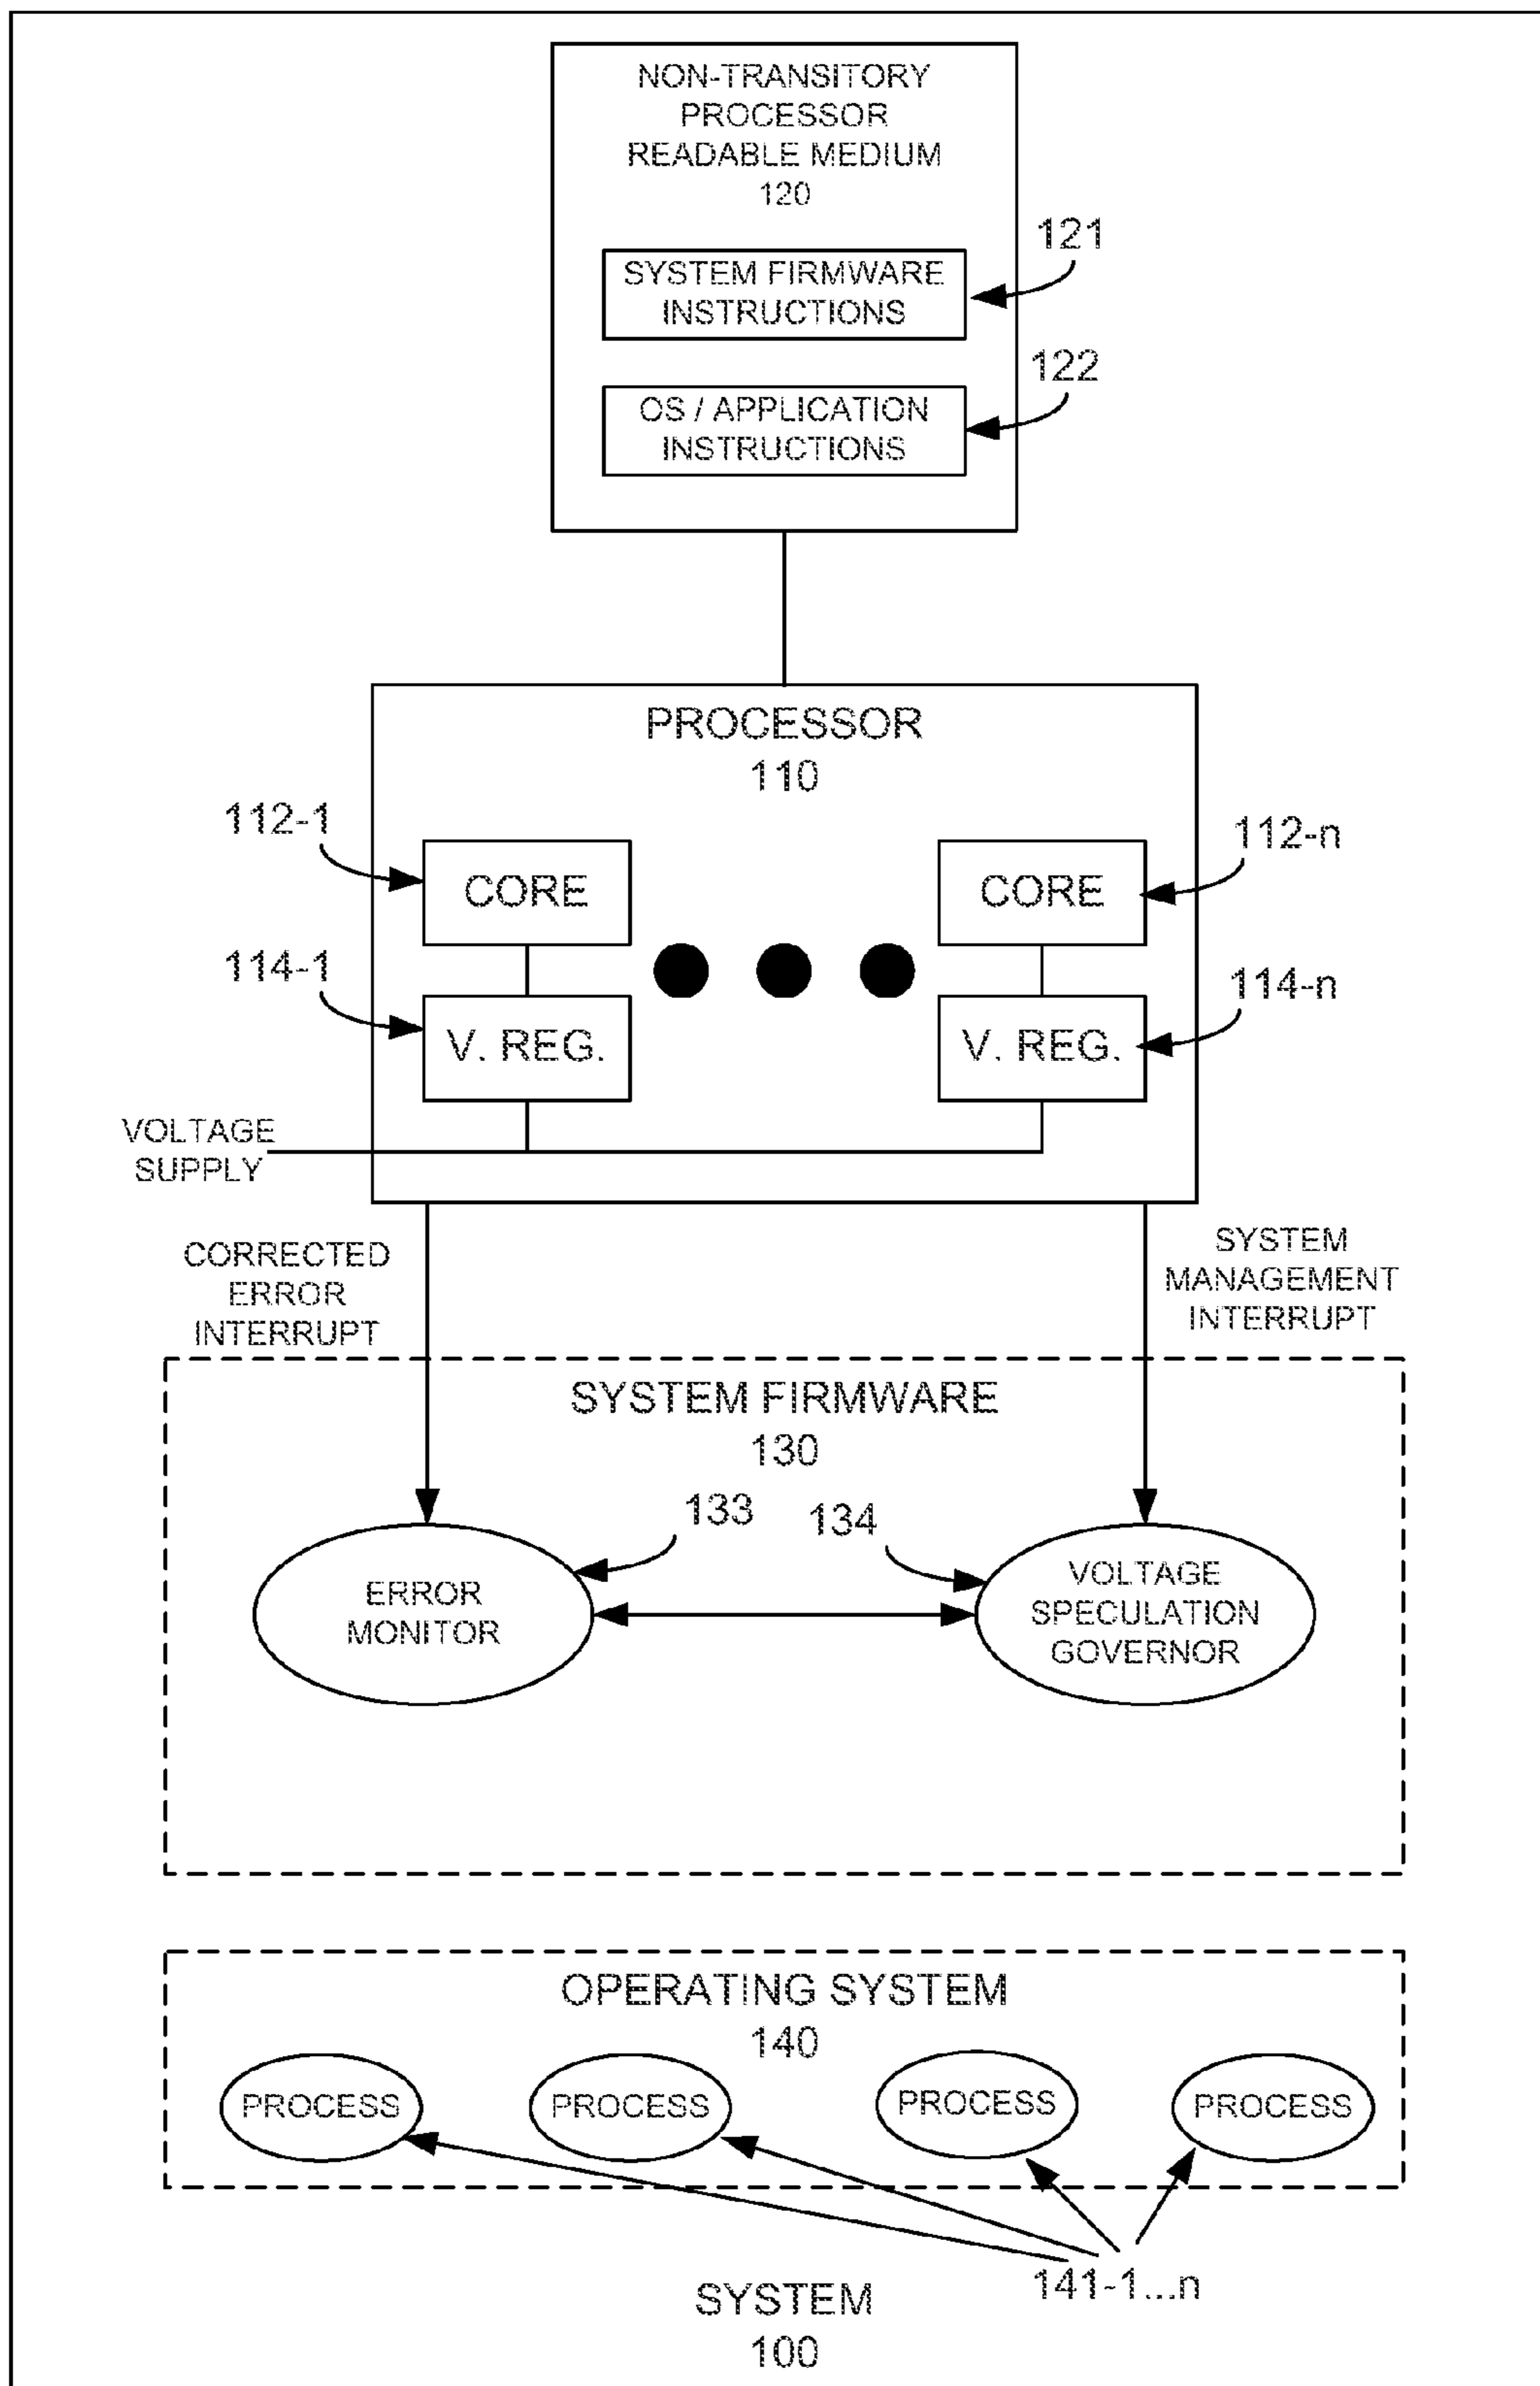 NON-TRANSITORY
PROCESSOR
READABLE MEDIUM
120
121
SYSTEM FIRMWARE
INSTRUCTIONS
122
OS / APPLICATION
INSTRUCTIONS
PROCESSOR
110
112-1
112-n
CORE
CORE
114-1
114-n
V. REG.
V. REG.
VOLTAGE
SUPPLY
CORRECTED
ERROR
INTERRUPT
SYSTEM
MANAGEMENT
INTERRUPT
SYSTEM FIRMWARE
130
133
134
ERROR
MONITOR
VOLTAGE
SPECULATION
GOVERNOR
OPERATING SYSTEM
140
PROCESS
PROCESS
PROCESS
PROCESS
141-1...n
SYSTEM
100